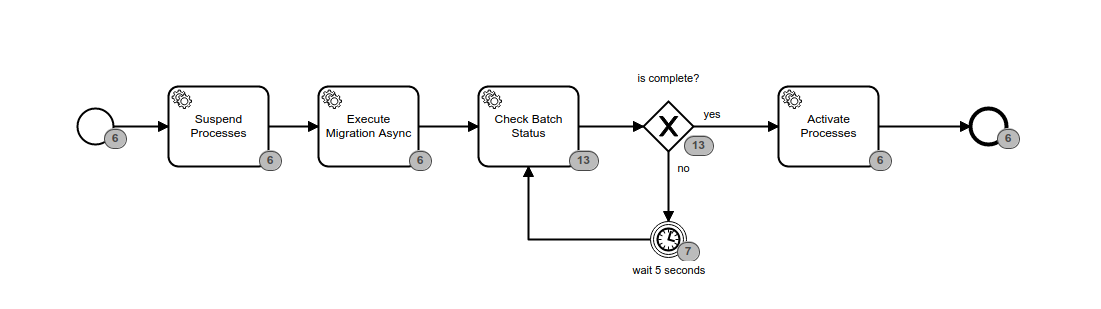 is complete?
Suspend
Processes
Execute
Migration Async
Check Batch
Status
yes
Activate
Processes
6
6
6
13
13
6
6
no
7
wait 5 seconds